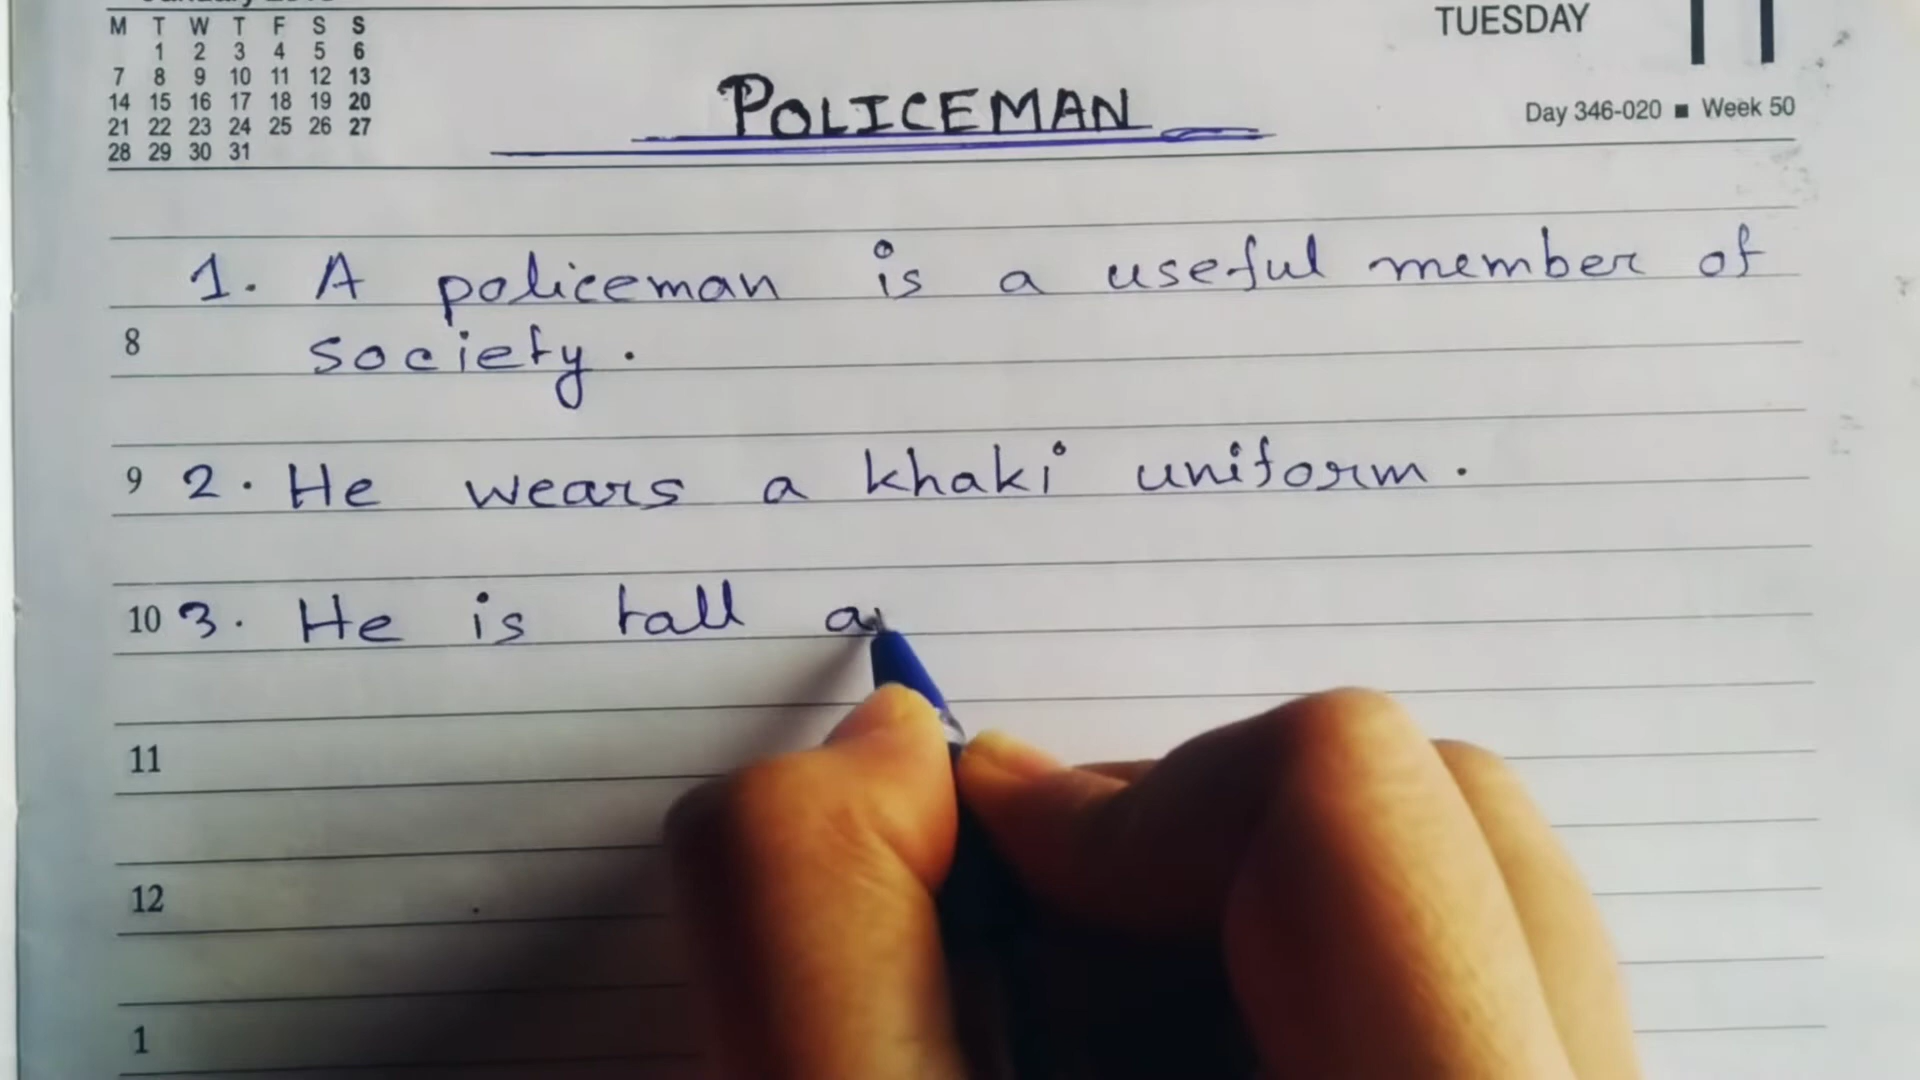 M T W T F S S
1 2 3 4 5 6
7 8 9 10 11 12 13
14 15 16 17 18 19 20
21 22 23 24 25 26 27
28 29 30 31
TUESDAY 11
Day 346-020 ■ Week 50
POLICEMAN
1. A policeman is a useful member of
8 society.
9 2. He wears a khaki uniform.
10 3. He is tall a
11
12
1